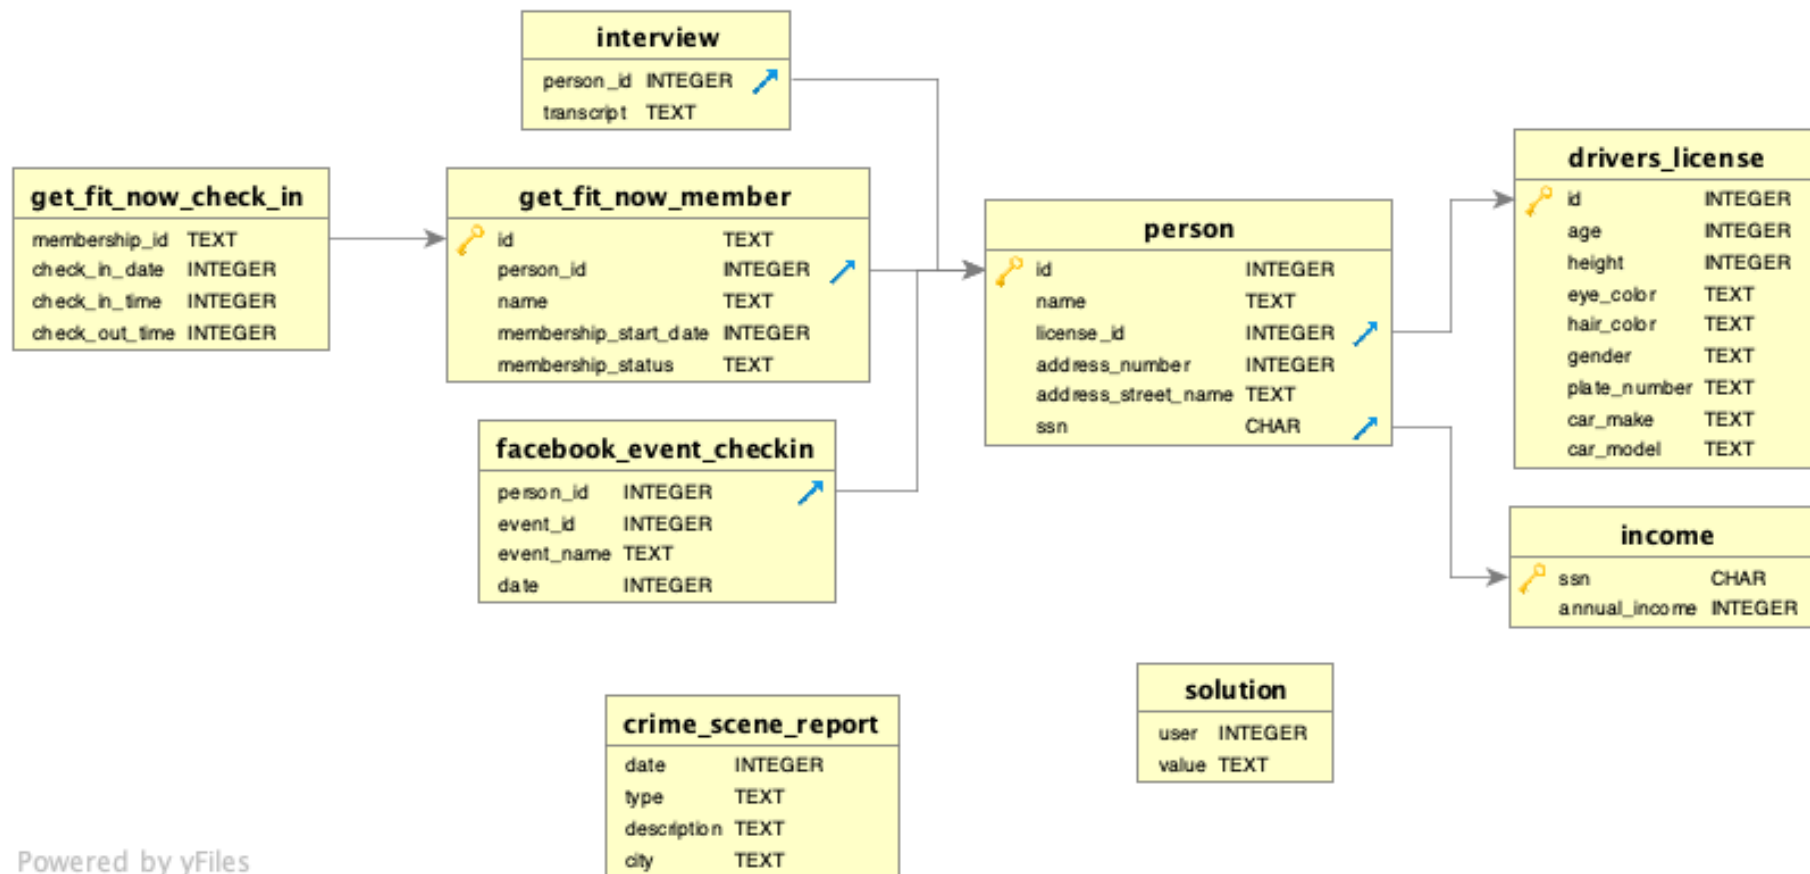 interview
person_id INTEGER
transcript TEXT
get_fit_now_check_in
membership_id TEXT
check_in_date INTEGER
check_in_time INTEGER
check_out_time INTEGER
get_fit_now_member
id TEXT
person_id INTEGER
name TEXT
membership_start_date INTEGER
membership_status TEXT
facebook_event_checkin
person_id INTEGER
event_id INTEGER
event_name TEXT
date INTEGER
person
id INTEGER
name TEXT
license_id INTEGER
address_number INTEGER
address_street_name TEXT
ssn CHAR
drivers_license
id INTEGER
age INTEGER
height INTEGER
eye_color TEXT
hair_color TEXT
gender TEXT
plate_number TEXT
car_make TEXT
car_model TEXT
income
ssn CHAR
annual_income INTEGER
solution
user INTEGER
value TEXT
crime_scene_report
date INTEGER
type TEXT
description TEXT
city TEXT
Powered by yFiles